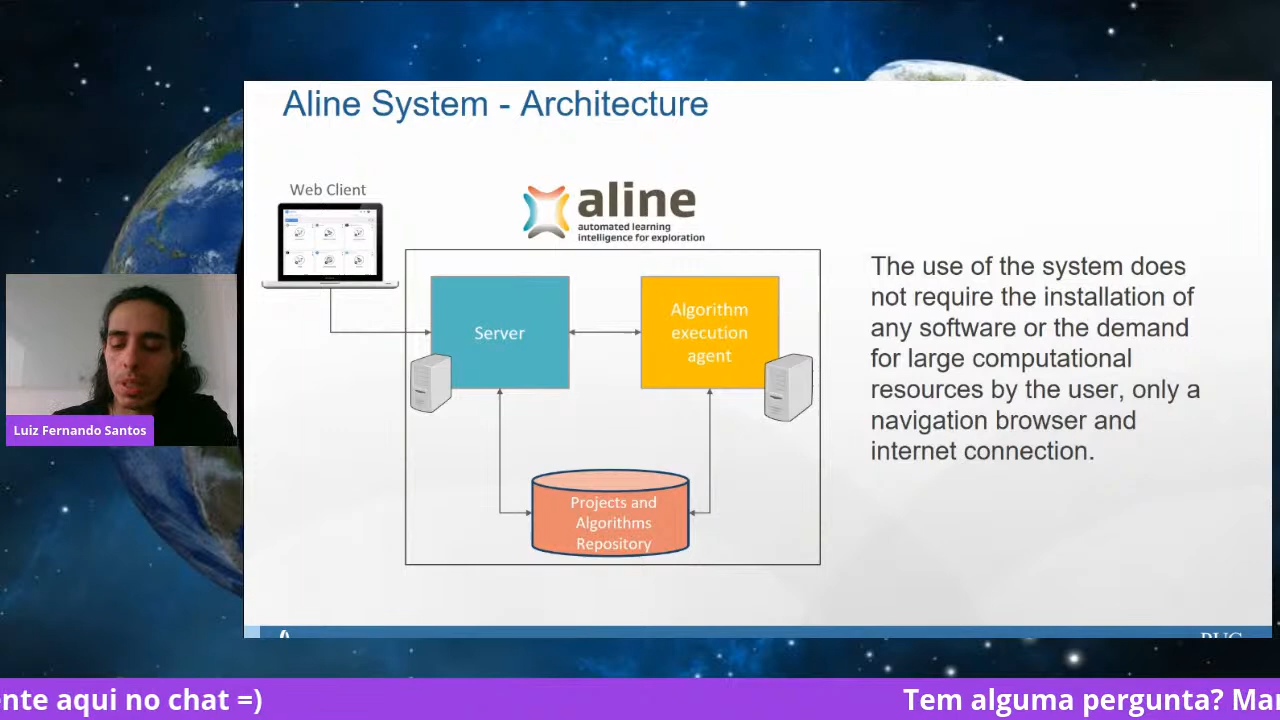 Aline System - Architecture
Web Client
aline
automated learning
intelligence for exploration
Server
Algorithm
execution
agent
Projects and
Algorithms
Repository
The use of the system does
not require the installation of
any software or the demand
for large computational
resources by the user, only a
navigation browser and
internet connection.
Luiz Fernando Santos
ente aqui no chat =)
Tem alguma pergunta? Mar